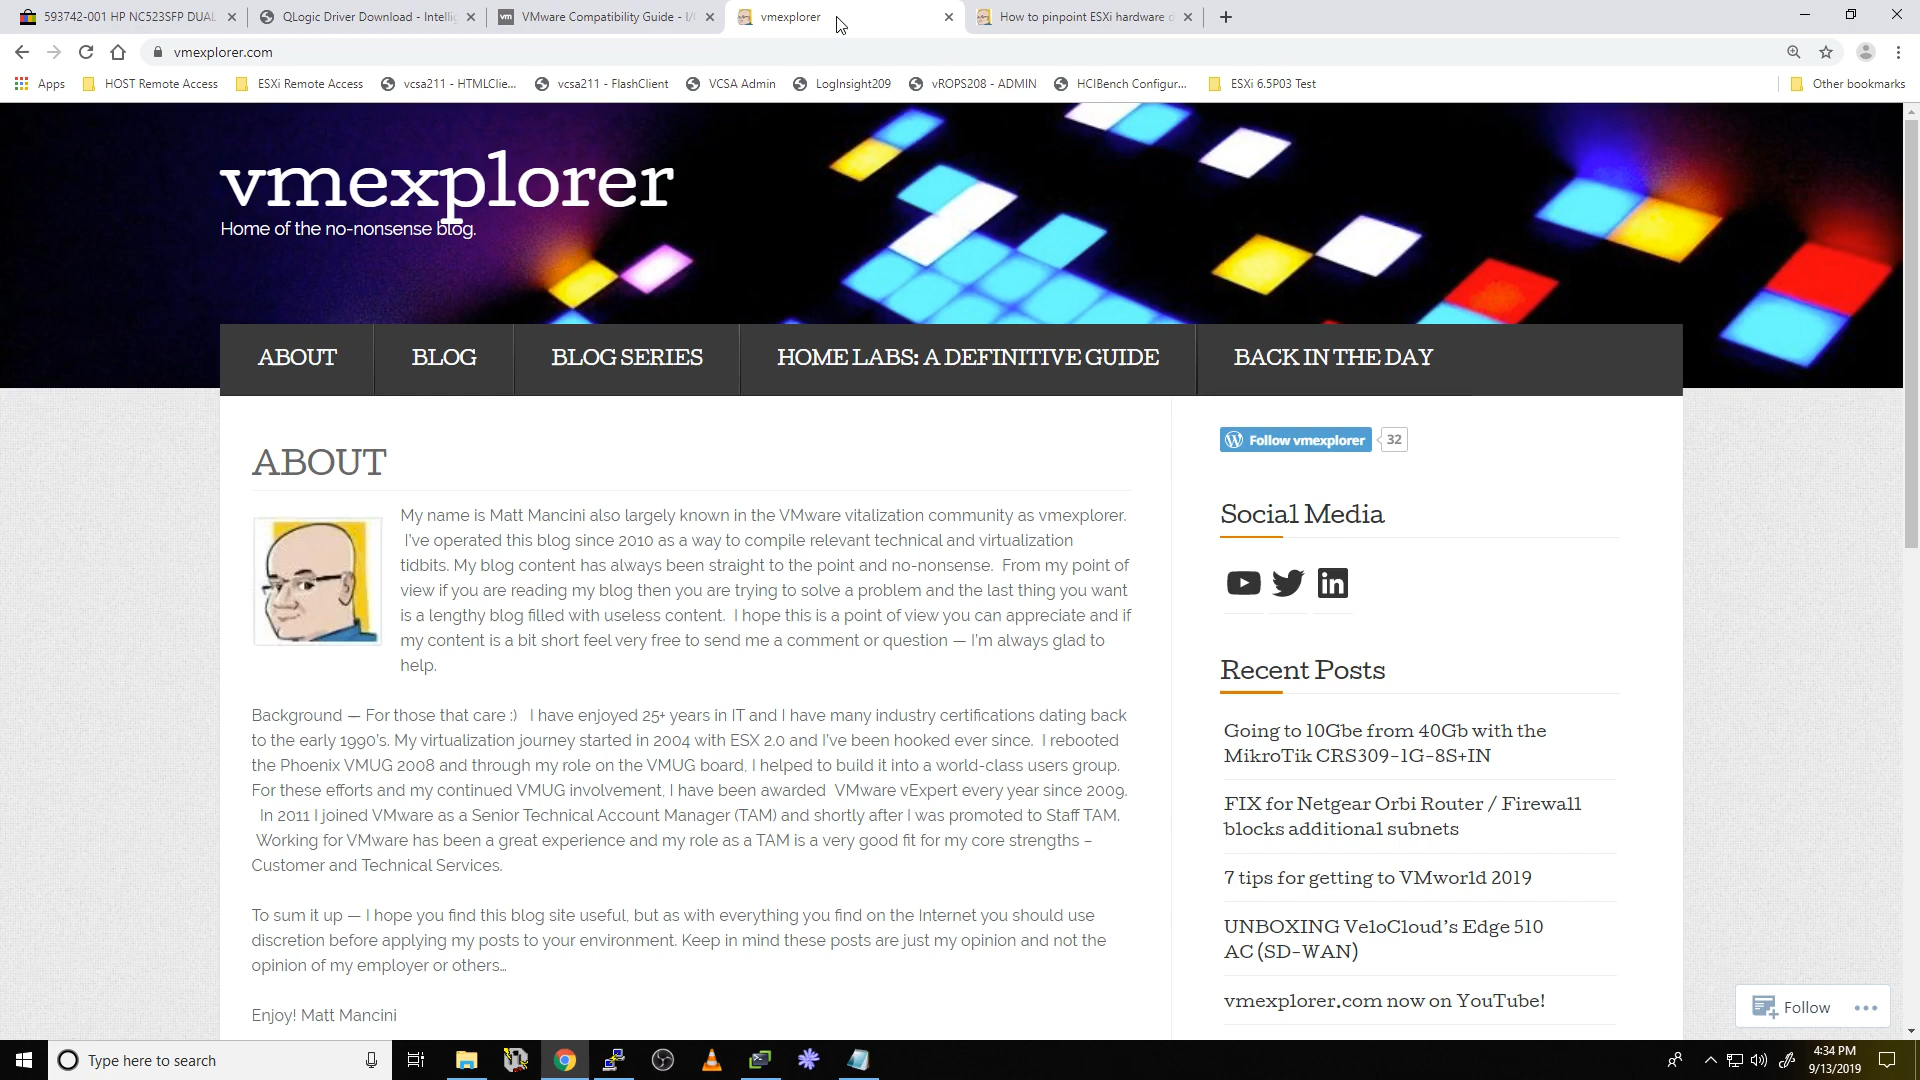 593742-001 HP NC523SFP DUAL
QLogic Driver Download - Intellig
vm VMware Compatibility Guide - I/
vmexplorer
How to pinpoint ESXi hardware d
vmexplorer.com
Apps
HOST Remote Access
ESXi Remote Access
vcsa211 - HTMLClie...
vcsa211 - FlashClient
VCSA Admin
LogInsight209
vROPS208 - ADMIN
HCIBench Configur...
ESXi 6.5P03 Test
Other bookmarks
vmexplorer
Home of the no-nonsense blog.
ABOUT
BLOG
BLOG SERIES
HOME LABS: A DEFINITIVE GUIDE
BACK IN THE DAY
ABOUT
My name is Matt Mancini also largely known in the VMware vitalization community as vmexplorer.
I've operated this blog since 2010 as a way to compile relevant technical and virtualization
tidbits. My blog content has always been straight to the point and no-nonsense. From my point of
view if you are reading my blog then you are trying to solve a problem and the last thing you want
is a lengthy blog filled with useless content. I hope this is a point of view you can appreciate and if
my content is a bit short feel very free to send me a comment or question — I'm always glad to
help.
Background — For those that care :) I have enjoyed 25+ years in IT and I have many industry certifications dating back
to the early 1990's. My virtualization journey started in 2004 with ESX 2.0 and I've been hooked ever since. I rebooted
the Phoenix VMUG 2008 and through my role on the VMUG board, I helped to build it into a world-class users group.
For these efforts and my continued VMUG involvement, I have been awarded VMware vExpert every year since 2009.
In 2011 I joined VMware as a Senior Technical Account Manager (TAM) and shortly after I was promoted to Staff TAM.
Working for VMware has been a great experience and my role as a TAM is a very good fit for my core strengths –
Customer and Technical Services.
To sum it up — I hope you find this blog site useful, but as with everything you find on the Internet you should use
discretion before applying my posts to your environment. Keep in mind these posts are just my opinion and not the
opinion of my employer or others…
Enjoy! Matt Mancini
Follow vmexplorer 32
Social Media
Recent Posts
Going to 10Gbe from 40Gb with the
MikroTik CRS309-1G-8S+IN
FIX for Netgear Orbi Router / Firewall
blocks additional subnets
7 tips for getting to VMworld 2019
UNBOXING VeloCloud's Edge 510
AC (SD-WAN)
vmexplorer.com now on YouTube!
Follow
Type here to search
4:34 PM
9/13/2019